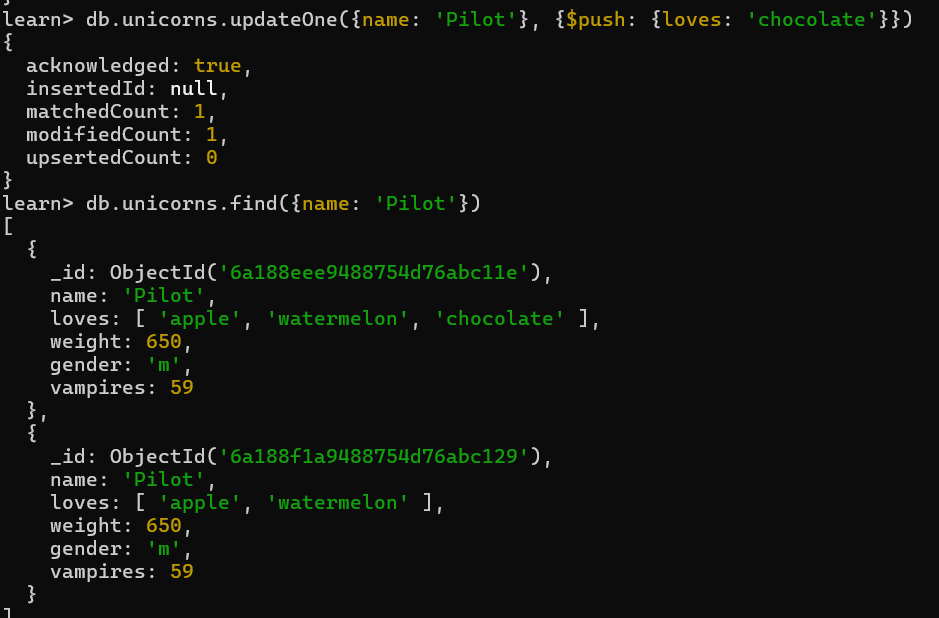 }
learn> db.unicorns.updateOne({name: 'Pilot'}, {$push: {loves: 'chocolate'}})
{
  acknowledged: true,
  insertedId: null,
  matchedCount: 1,
  modifiedCount: 1,
  upsertedCount: 0
}
learn> db.unicorns.find({name: 'Pilot'})
[
  {
    _id: ObjectId('6a188eee9488754d76abc11e'),
    name: 'Pilot',
    loves: [ 'apple', 'watermelon', 'chocolate' ],
    weight: 650,
    gender: 'm',
    vampires: 59
  },
  {
    _id: ObjectId('6a188f1a9488754d76abc129'),
    name: 'Pilot',
    loves: [ 'apple', 'watermelon' ],
    weight: 650,
    gender: 'm',
    vampires: 59
  }
]